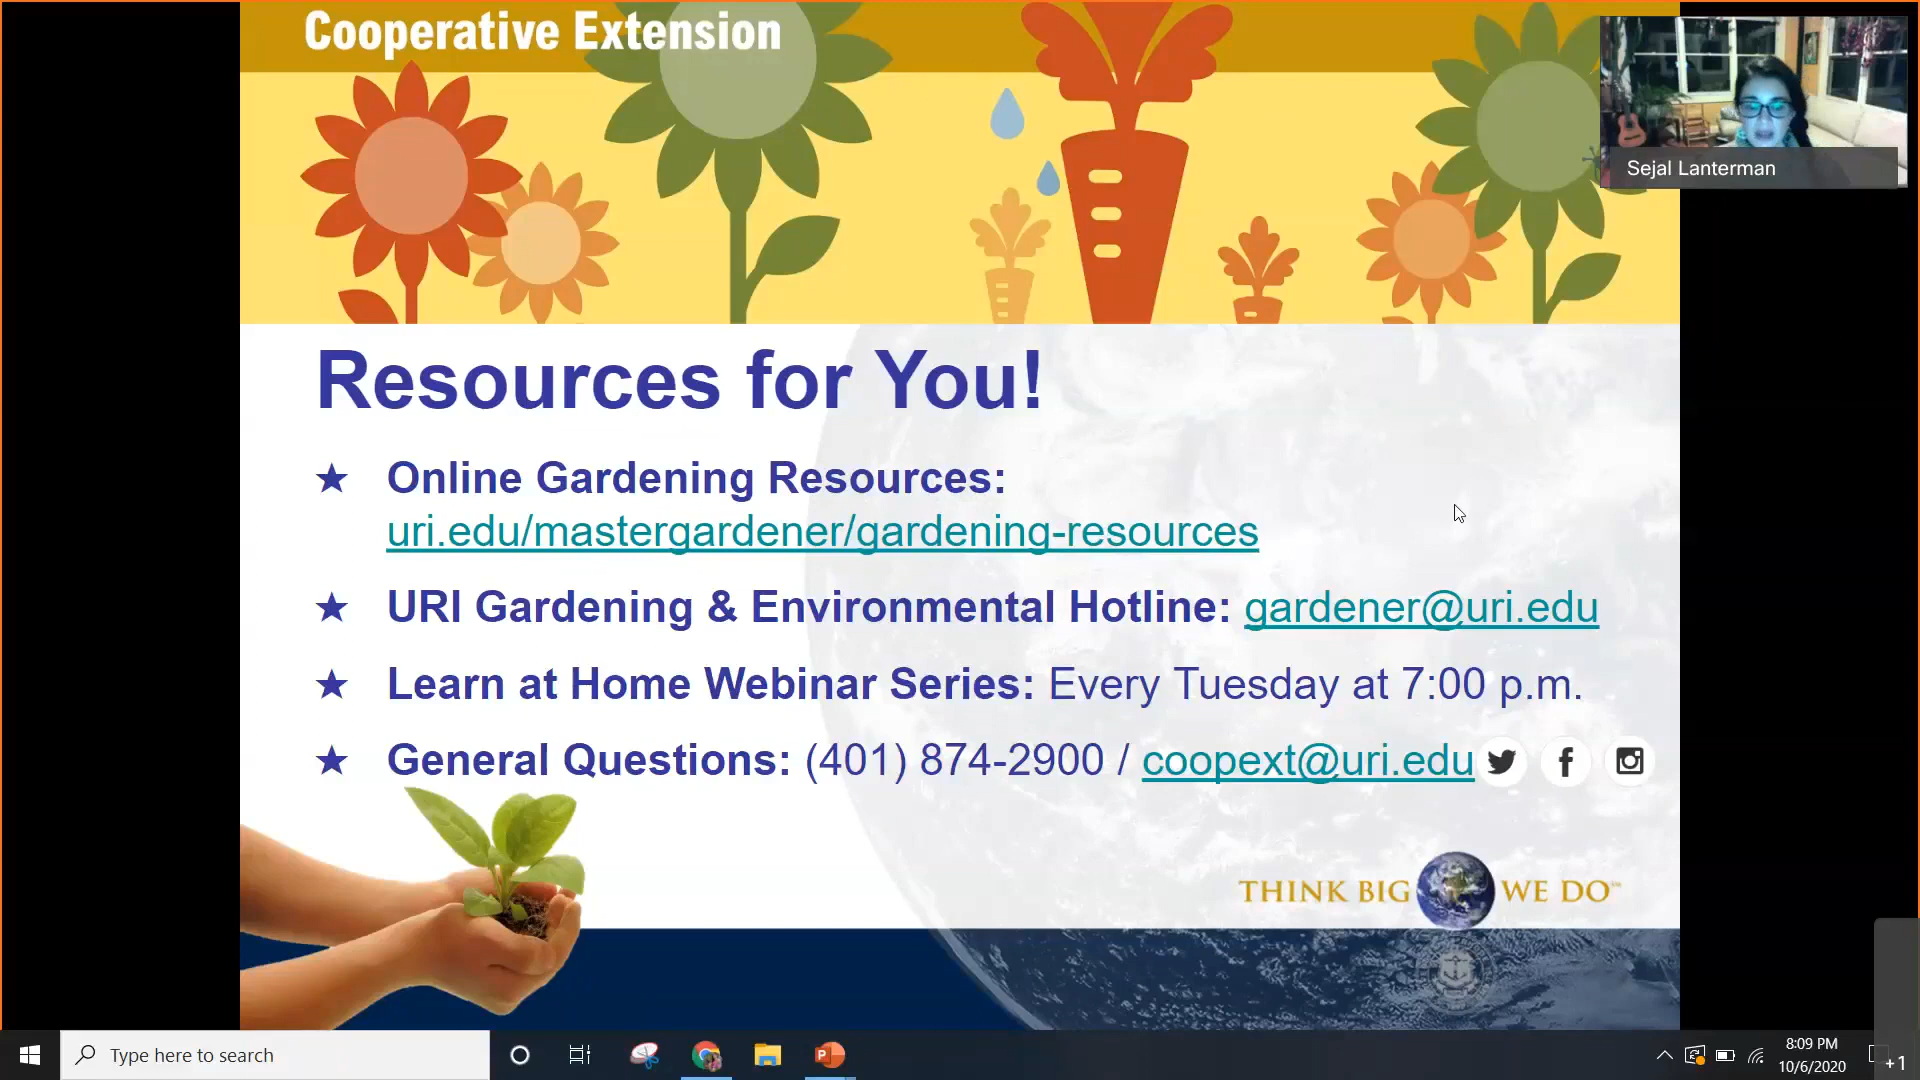 Cooperative Extension
Sejal Lanterman
Resources for You!
★ Online Gardening Resources:
uri.edu/mastergardener/gardening-resources
★ URI Gardening & Environmental Hotline: gardener@uri.edu
★ Learn at Home Webinar Series: Every Tuesday at 7:00 p.m.
★ General Questions: (401) 874-2900 / coopext@uri.edu
THINK BIG WE DO℠
Type here to search
8:09 PM
10/6/2020
+1